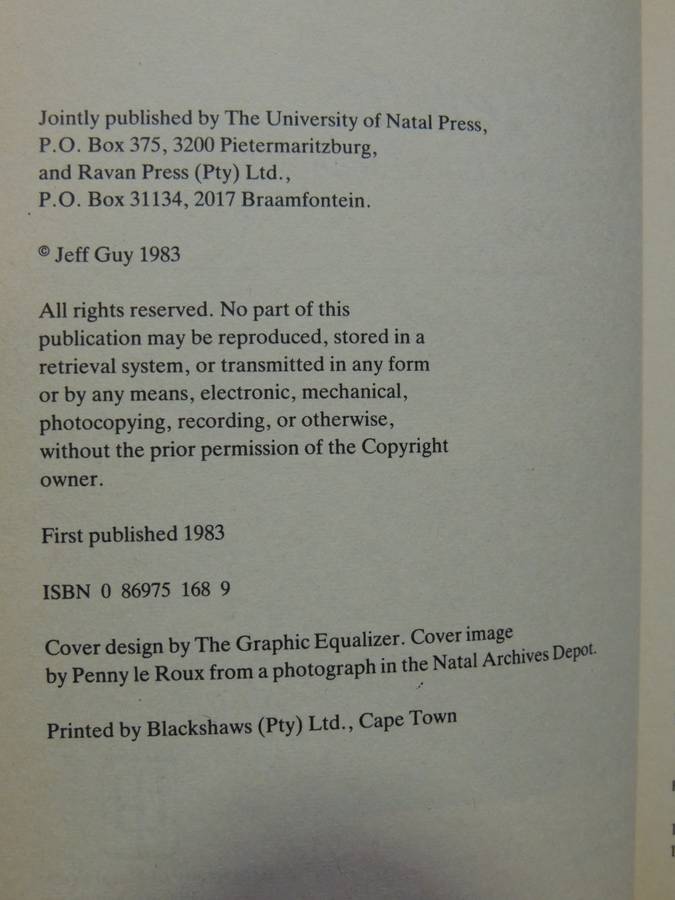 Jointly published by The University of Natal Press,
P.O. Box 375, 3200 Pietermaritzburg,
and Ravan Press (Pty) Ltd.,
P.O. Box 31134, 2017 Braamfontein.
© Jeff Guy 1983
All rights reserved. No part of this
publication may be reproduced, stored in a
retrieval system, or transmitted in any form
or by any means, electronic, mechanical,
photocopying, recording, or otherwise,
without the prior permission of the Copyright
owner.
First published 1983
ISBN 0 86975 168 9
Cover design by The Graphic Equalizer. Cover image
by Penny le Roux from a photograph in the Natal Archives Depot.
Printed by Blackshaws (Pty) Ltd., Cape Town